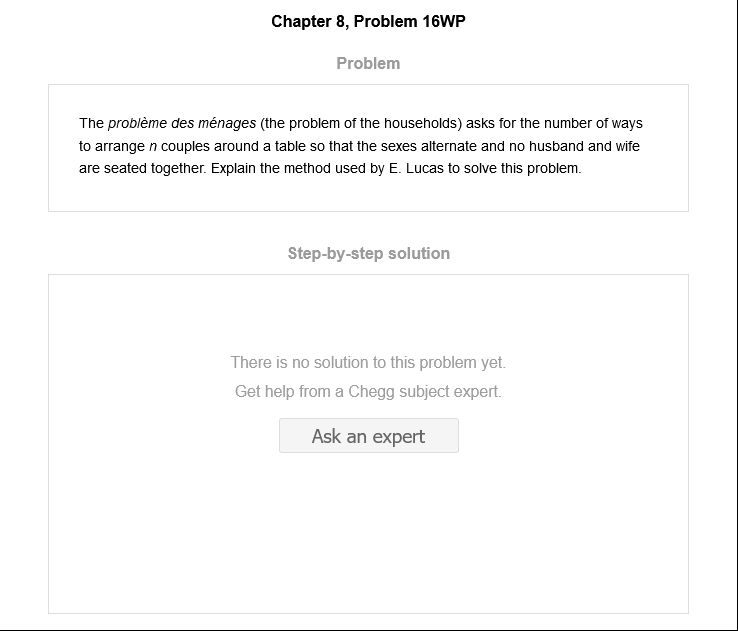 Chapter 8, Problem 16WP
Problem
The problème des ménages (the problem of the households) asks for the number of ways
to arrange n couples around a table so that the sexes alternate and no husband and wife
are seated together. Explain the method used by E. Lucas to solve this problem.
Step-by-step solution
There is no solution to this problem yet.
Get help from a Chegg subject expert.
Ask an expert